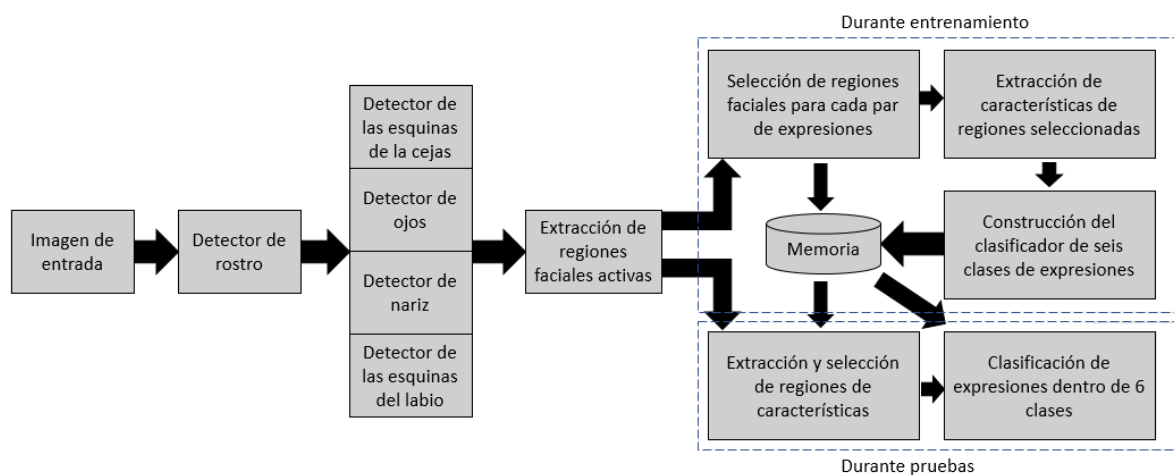 Durante entrenamiento
Imagen de
entrada
Detector de
rostro
Detector de
las esquinas
de la cejas
Detector de
ojos
Detector de
nariz
Detector de
las esquinas
del labio
Extracción de
regiones
faciales activas
Selección de regiones
faciales para cada par
de expresiones
Extracción de
características de
regiones seleccionadas
Memoria
Construcción del
clasificador de seis
clases de expresiones
Extracción y selección
de regiones de
características
Clasificación de
expresiones dentro de 6
clases
Durante pruebas